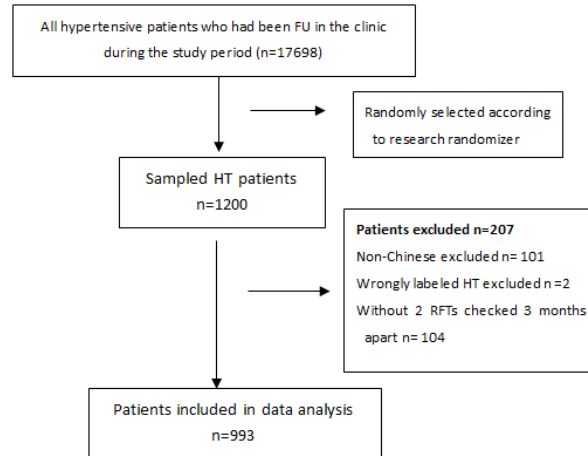 All hypertensive patients who had been FU in the clinic
during the study period (n=17698)
Randomly selected according
to research randomizer
Sampled HT patients
n=1200
Patients excluded n=207
Non-Chinese excluded n= 101
Wrongly labeled HT excluded n =2
Without 2 RFTs checked 3 months
apart n= 104
Patients included in data analysis
n=993